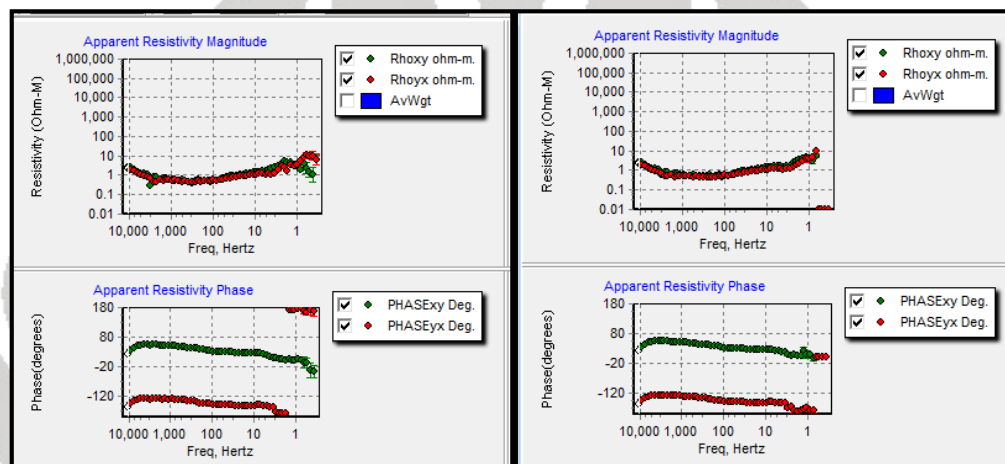 Apparent Resistivity Magnitude
Resistivity (Ohm-M)
1,000,000
100,000
10,000
1,000
100
10
1
0.1
0.01
10,000 1,000 100 10 1
Freq, Hertz
Rhoxy ohm-m.
Rhoyx ohm-m.
AvWgt
Apparent Resistivity Phase
Phase(degrees)
180
80
-20
-120
10,000 1,000 100 10 1
Freq, Hertz
PHASExy Deg.
PHASEyx Deg.
Apparent Resistivity Magnitude
Resistivity (Ohm-M)
1,000,000
100,000
10,000
1,000
100
10
1
0.1
0.01
10,000 1,000 100 10 1
Freq, Hertz
Rhoxy ohm-m.
Rhoyx ohm-m.
AvWgt
Apparent Resistivity Phase
Phase(degrees)
180
80
-20
-120
10,000 1,000 100 10 1
Freq, Hertz
PHASExy Deg.
PHASEyx Deg.